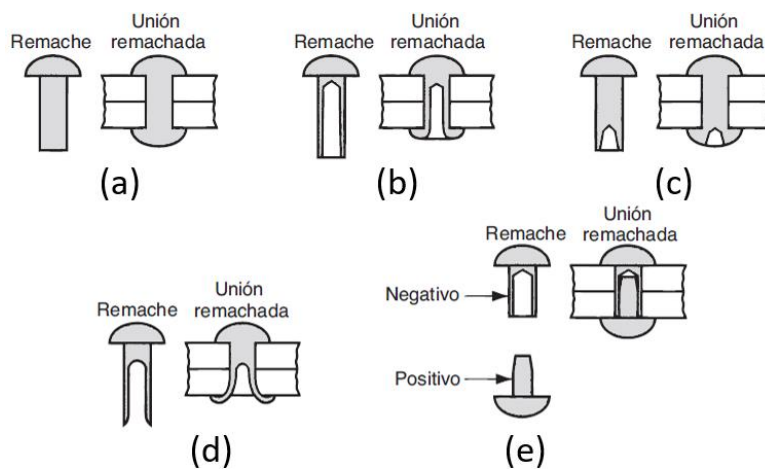 Remache
Unión
remachada
(a)
Remache
Unión
remachada
(b)
Remache
Unión
remachada
(c)
Remache
Unión
remachada
(d)
Remache
Unión
remachada
Negativo
Positivo
(e)